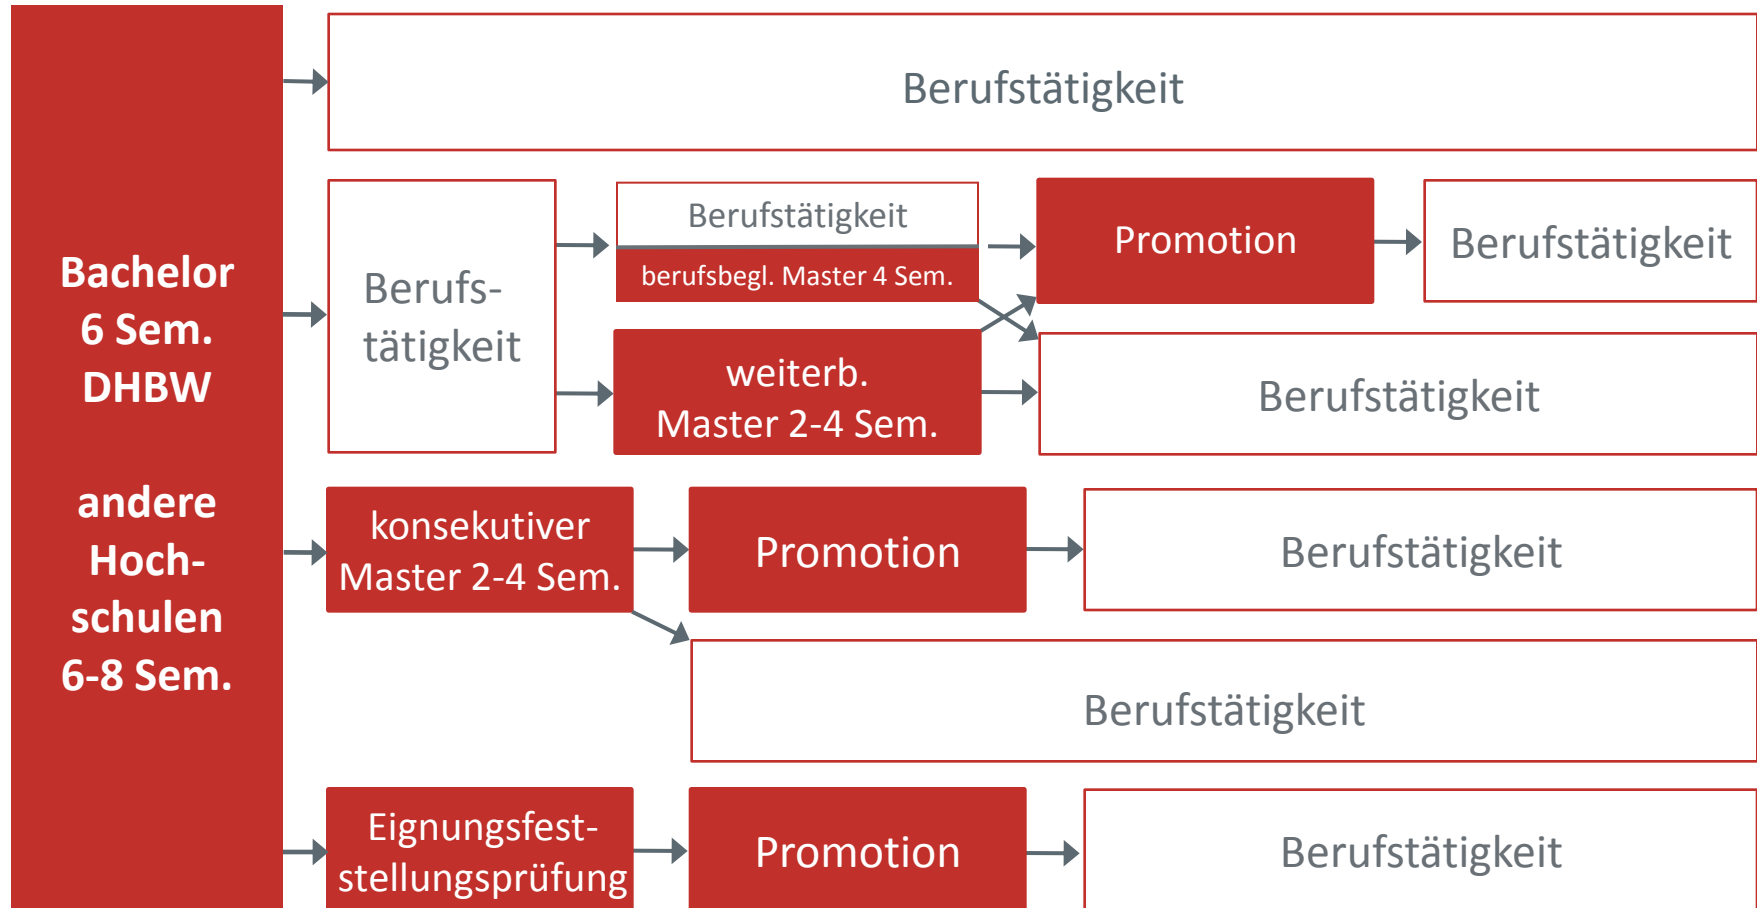 Bachelor
6 Sem.
DHBW
andere
Hoch-
schulen
6-8 Sem.
Berufstätigkeit
Berufs-
tätigkeit
Berufstätigkeit
berufsbegl. Master 4 Sem.
Promotion
Berufstätigkeit
weiterb.
Master 2-4 Sem.
Berufstätigkeit
konsekutiver
Master 2-4 Sem.
Promotion
Berufstätigkeit
Berufstätigkeit
Eignungsfest-
stellungsprüfung
Promotion
Berufstätigkeit